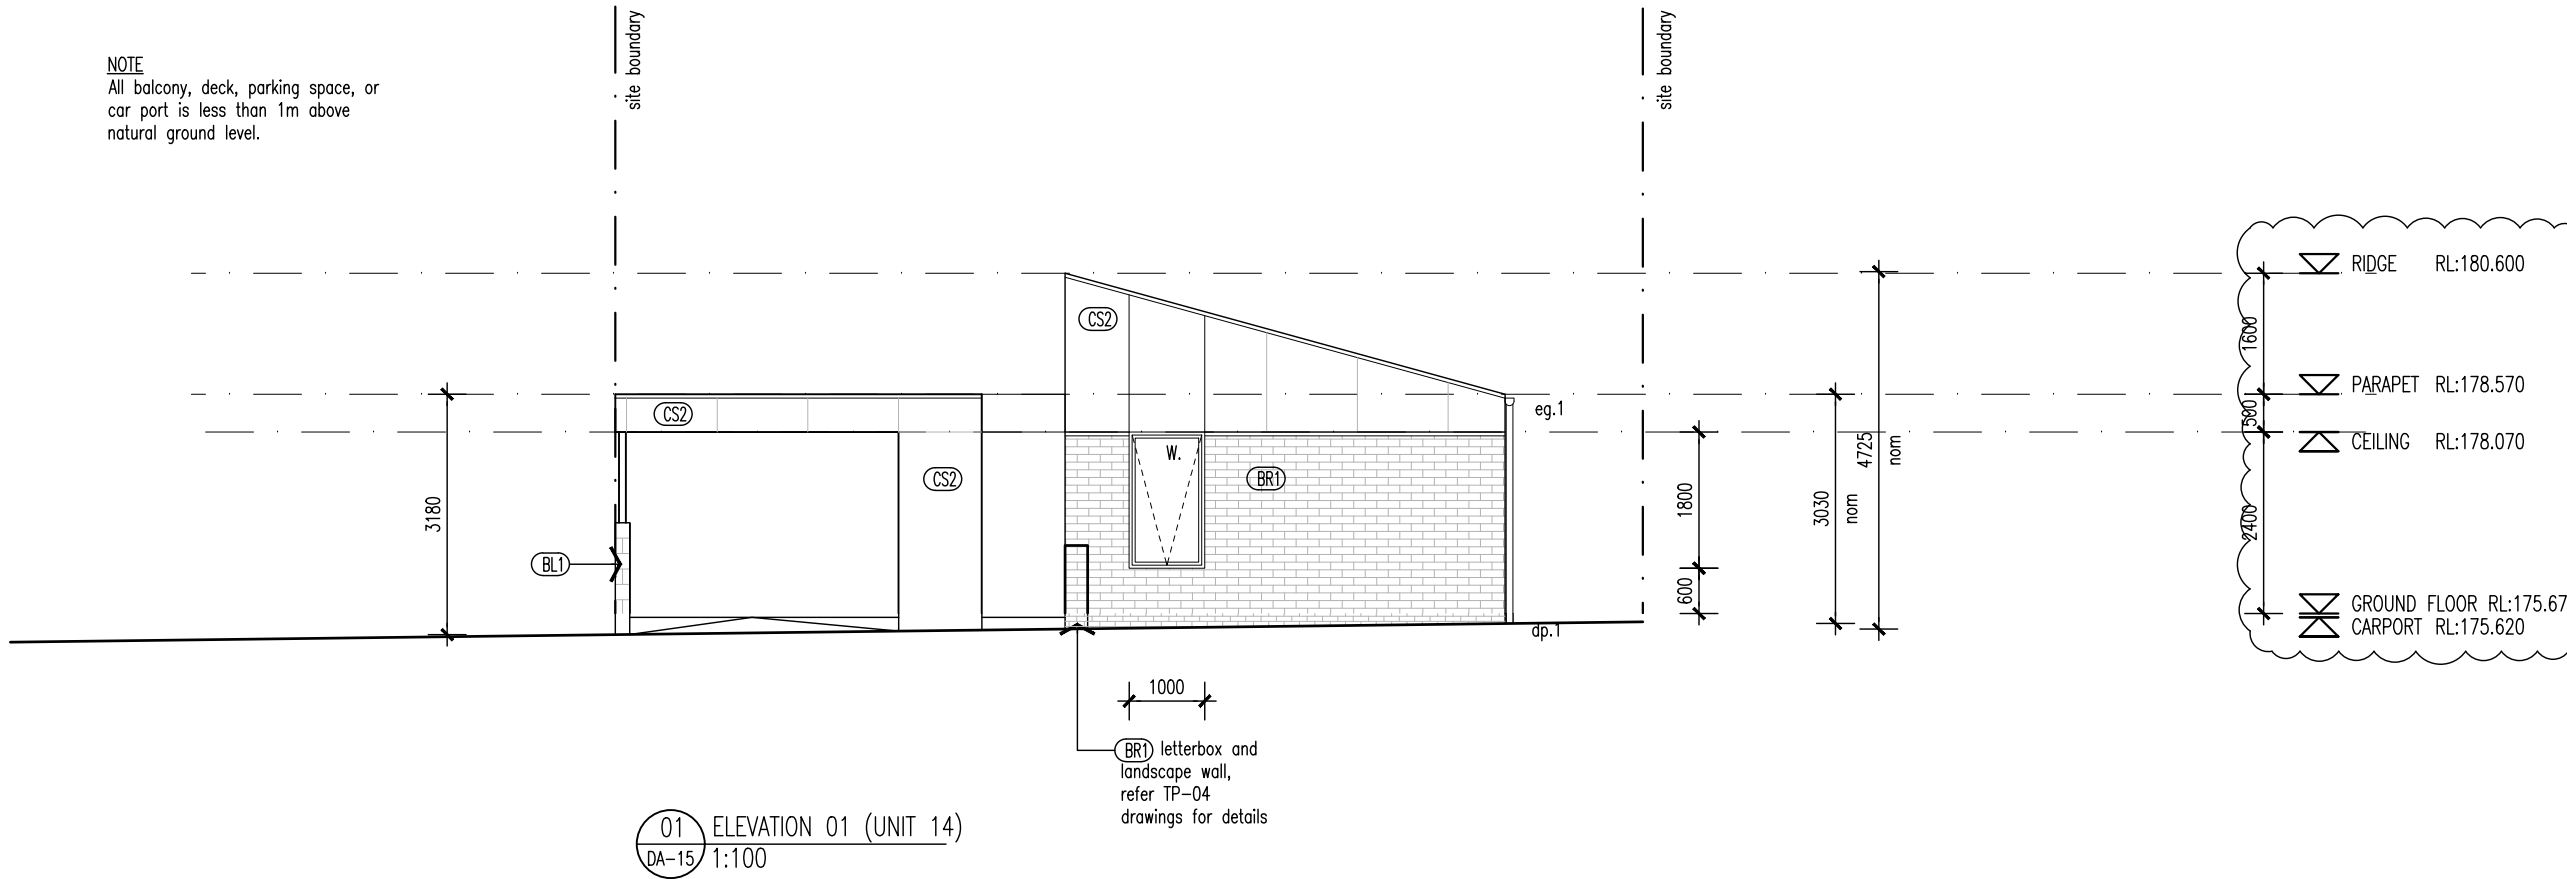 NOTE
All balcony, deck, parking space, or
car port is less than 1m above
natural ground level.
site boundary
site boundary
RIDGE RL:180.600
1600
PARAPET RL:178.570
500
CEILING RL:178.070
2400
GROUND FLOOR RL:175.67
CARPORT RL:175.620
CS2
CS2
CS2
eg.1
W.
BR1
BL1
3180
1800
600
3030
nom
4725
nom
dp.1
1000
BR1 letterbox and
landscape wall,
refer TP-04
drawings for details
01 ELEVATION 01 (UNIT 14)
DA-15 1:100